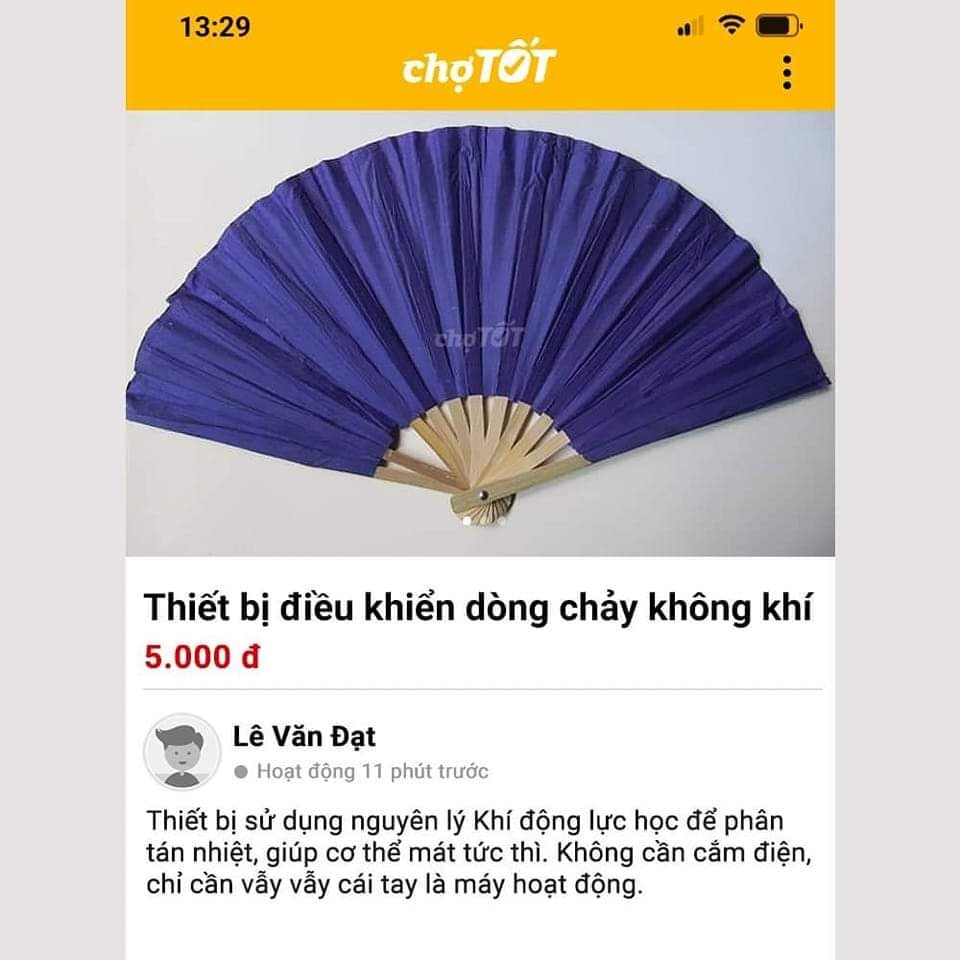 13:29
chợTỐT
chợTỐT
Thiết bị điều khiển dòng chảy không khí
5.000 đ
Lê Văn Đạt
Hoạt động 11 phút trước
Thiết bị sử dụng nguyên lý Khí động lực học để phân
tán nhiệt, giúp cơ thể mát tức thì. Không cần cắm điện,
chỉ cần vẫy vẫy cái tay là máy hoạt động.